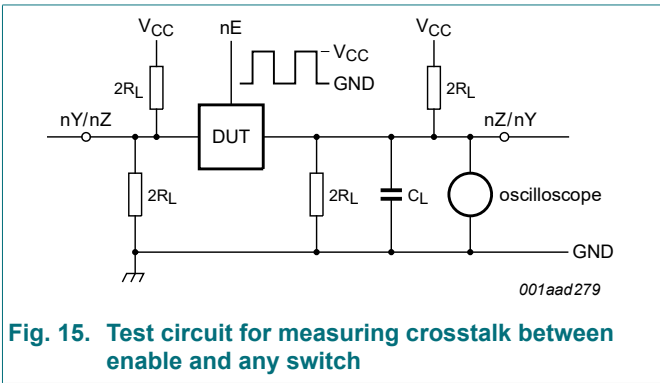 VCC
nE
VCC
VCC
GND
2RL
2RL
nY/nZ
nZ/nY
DUT
2RL
2RL
CL
oscilloscope
GND
001aad279
Fig. 15. Test circuit for measuring crosstalk between
enable and any switch